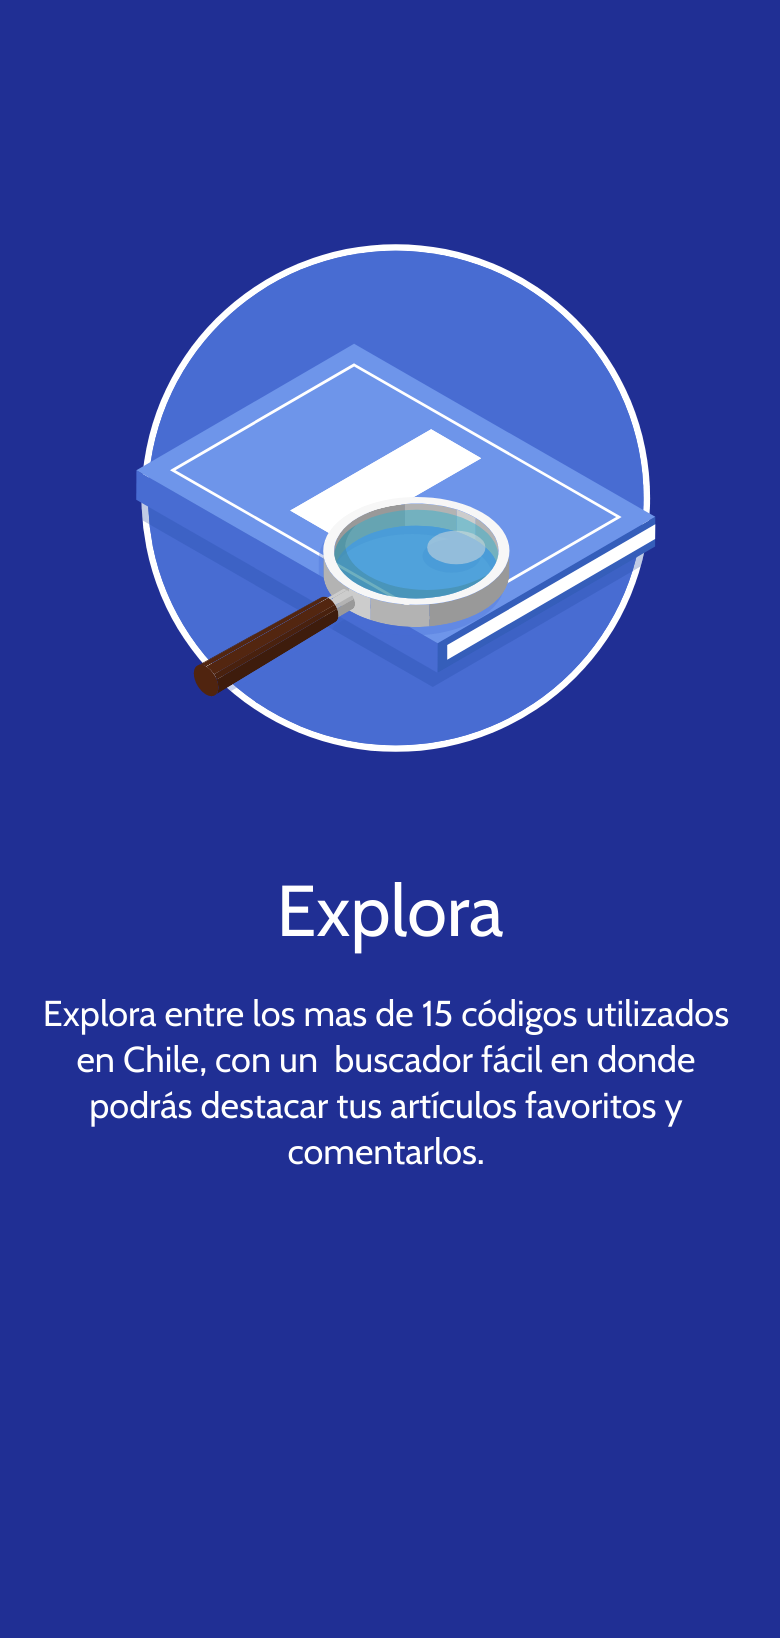 Explora
Explora entre los mas de 15 códigos utilizados
en Chile, con un  buscador fácil en donde
podrás destacar tus artículos favoritos y
comentarlos.